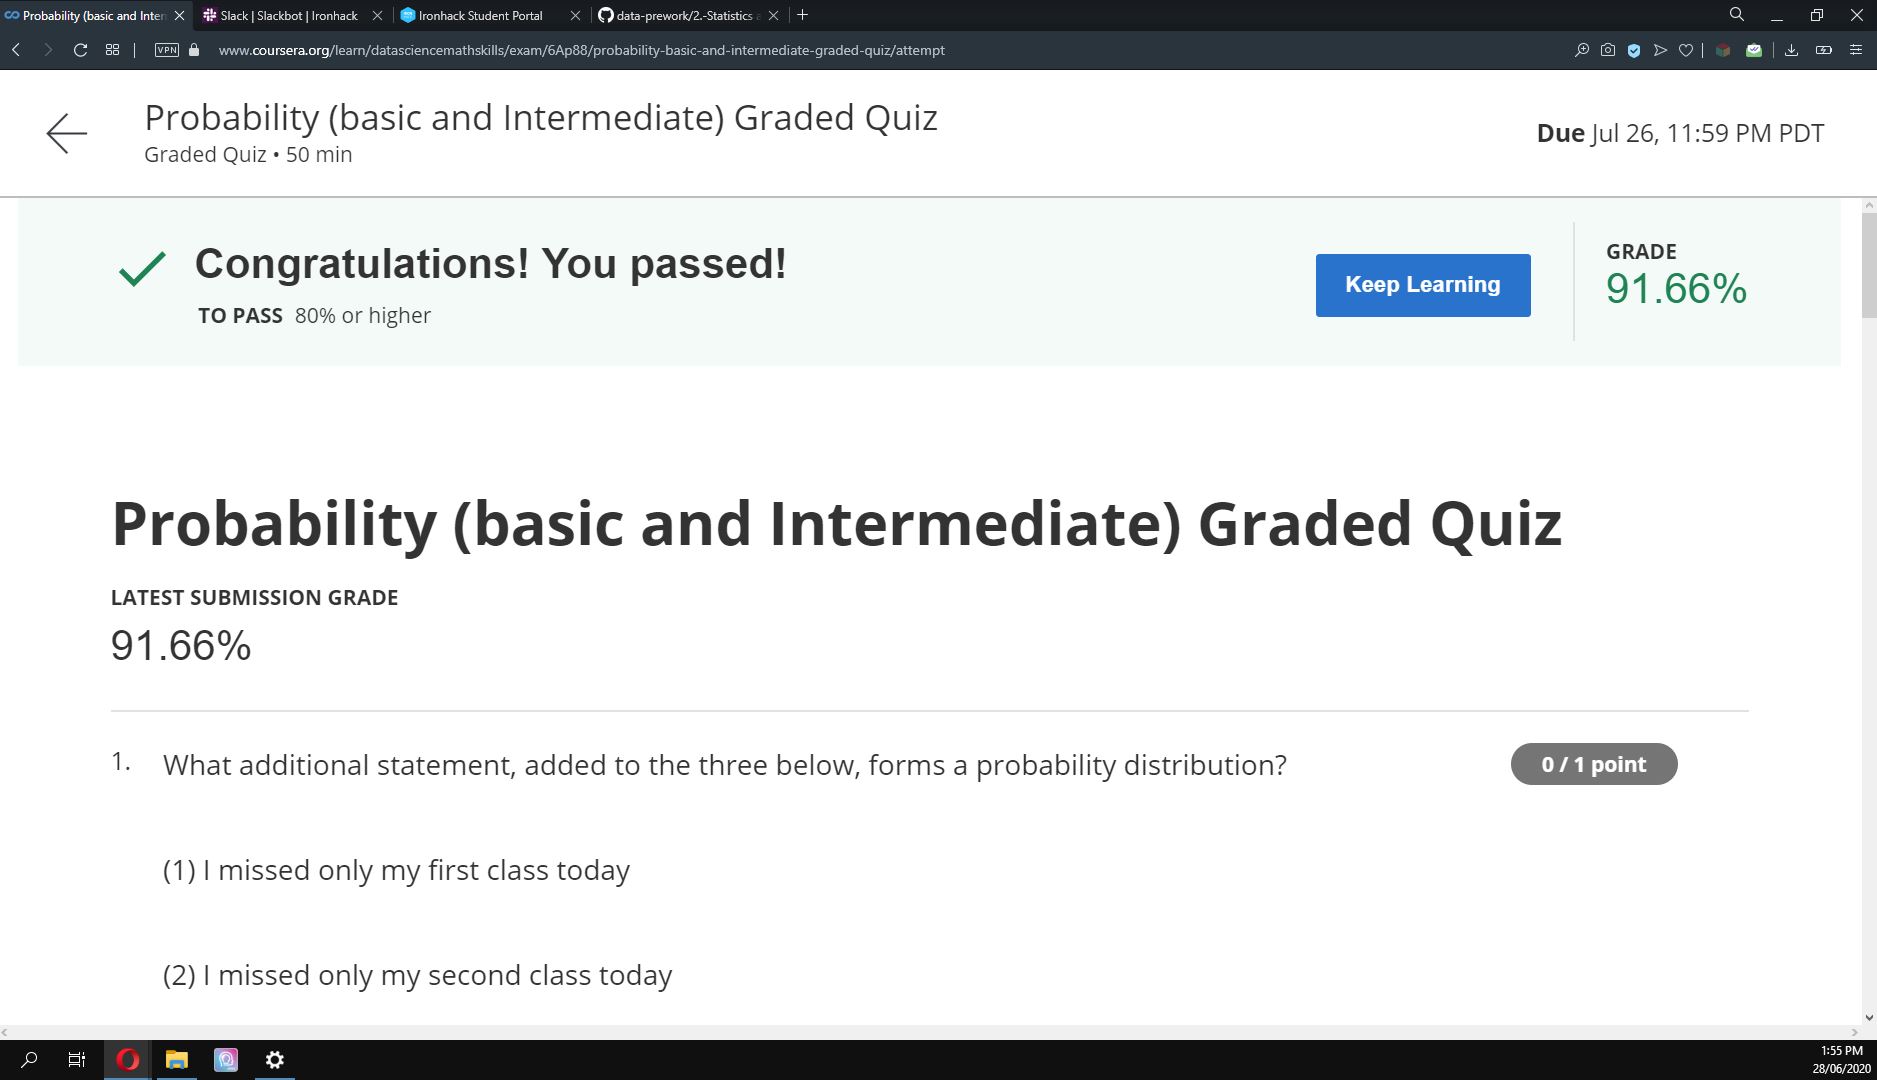 Probability (basic and Inter
Slack | Slackbot | Ironhack
Ironhack Student Portal
data-prework/2.-Statistics a
VPN
www.coursera.org/learn/datasciencemathskills/exam/6Ap88/probability-basic-and-intermediate-graded-quiz/attempt
Probability (basic and Intermediate) Graded Quiz
Graded Quiz • 50 min
Due Jul 26, 11:59 PM PDT
Congratulations! You passed!
TO PASS 80% or higher
Keep Learning
GRADE
91.66%
Probability (basic and Intermediate) Graded Quiz
LATEST SUBMISSION GRADE
91.66%
1. What additional statement, added to the three below, forms a probability distribution?
0 / 1 point
(1) I missed only my first class today
(2) I missed only my second class today
1:55 PM
28/06/2020